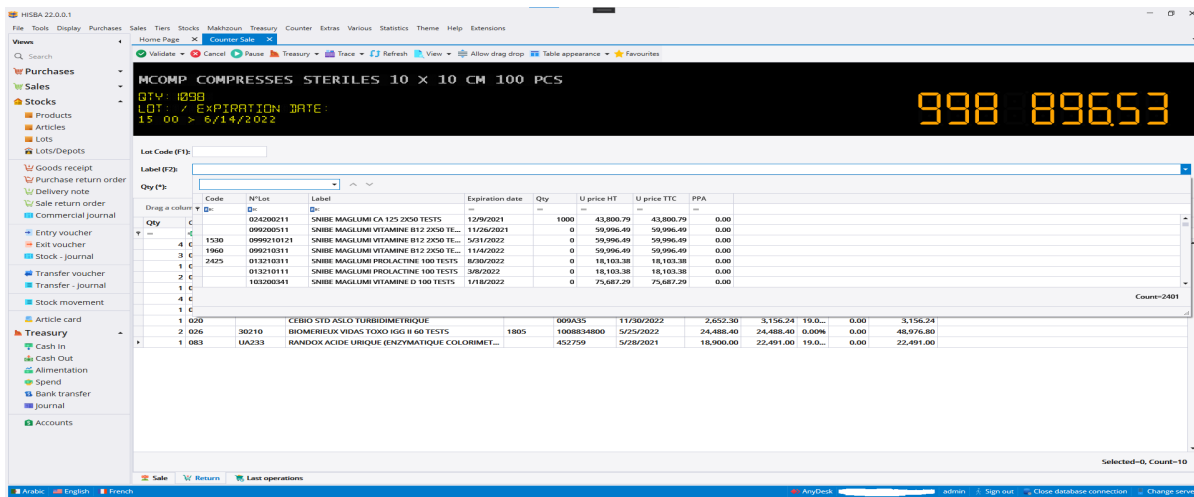 HISBA 22.0.0.1
File Tools Display Purchases Sales Tiers Stocks Makhzoun Treasury Counter Extras Various Statistics Theme Help Extensions
Views
Home Page
Counter Sale
Search
Validate Cancel Pause Treasury Trace Refresh View Allow drag drop Table appearance Favourites
Purchases
Sales
Stocks
Products
Articles
Lots
Lots/Depots
Goods receipt
Purchase return order
Delivery note
Sale return order
Commercial journal
Entry voucher
Exit voucher
Stock - journal
Transfer voucher
Transfer - journal
Stock movement
Article card
Treasury
Cash In
Cash Out
Alimentation
Spend
Bank transfer
Journal
Accounts
MCOMP COMPRESSES STERILES 10 X 10 CM 100 PCS
QTY: 1098
LOT: / EXPIRATION DATE:
15 00 > 6/14/2022
998 896.53
Lot Code (F1):
Label (F2):
Qty (*):
Drag a colum
Qty
Code N°Lot Label Expiration date Qty U price HT U price TTC PPA
024200211 SNIBE MAGLUMI CA 125 2X50 TESTS 12/9/2021 1000 43,800.79 43,800.79 0.00
099200511 SNIBE MAGLUMI VITAMINE B12 2X50 TE... 11/26/2021 0 59,996.49 59,996.49 0.00
1530 0999210121 SNIBE MAGLUMI VITAMINE B12 2X50 TE... 5/31/2022 0 59,996.49 59,996.49 0.00
1960 099210311 SNIBE MAGLUMI VITAMINE B12 2X50 TE... 11/4/2022 0 59,996.49 59,996.49 0.00
2425 013210311 SNIBE MAGLUMI PROLACTINE 100 TESTS 8/30/2022 0 18,103.38 18,103.38 0.00
013210111 SNIBE MAGLUMI PROLACTINE 100 TESTS 3/8/2022 0 18,103.38 18,103.38 0.00
103200341 SNIBE MAGLUMI VITAMINE D 100 TESTS 1/18/2022 0 75,687.29 75,687.29 0.00
Count=2401
4
3
1
2
1
4
1
1 020 CEBIO STD ASLO TURBIDIMETRIQUE 009A35 11/30/2022 2,652.30 3,156.24 19.0... 0.00 3,156.24
2 026 30210 BIOMERIEUX VIDAS TOXO IGG II 60 TESTS 1805 1008834800 5/25/2022 24,488.40 24,488.40 0.00% 0.00 48,976.80
1 083 UA233 RANDOX ACIDE URIQUE (ENZYMATIQUE COLORIMET... 452759 5/28/2021 18,900.00 22,491.00 19.0... 0.00 22,491.00
Selected=0, Count=10
Sale Return Last operations
Arabic English French
AnyDesk
admin Sign out Close database connection Change serve